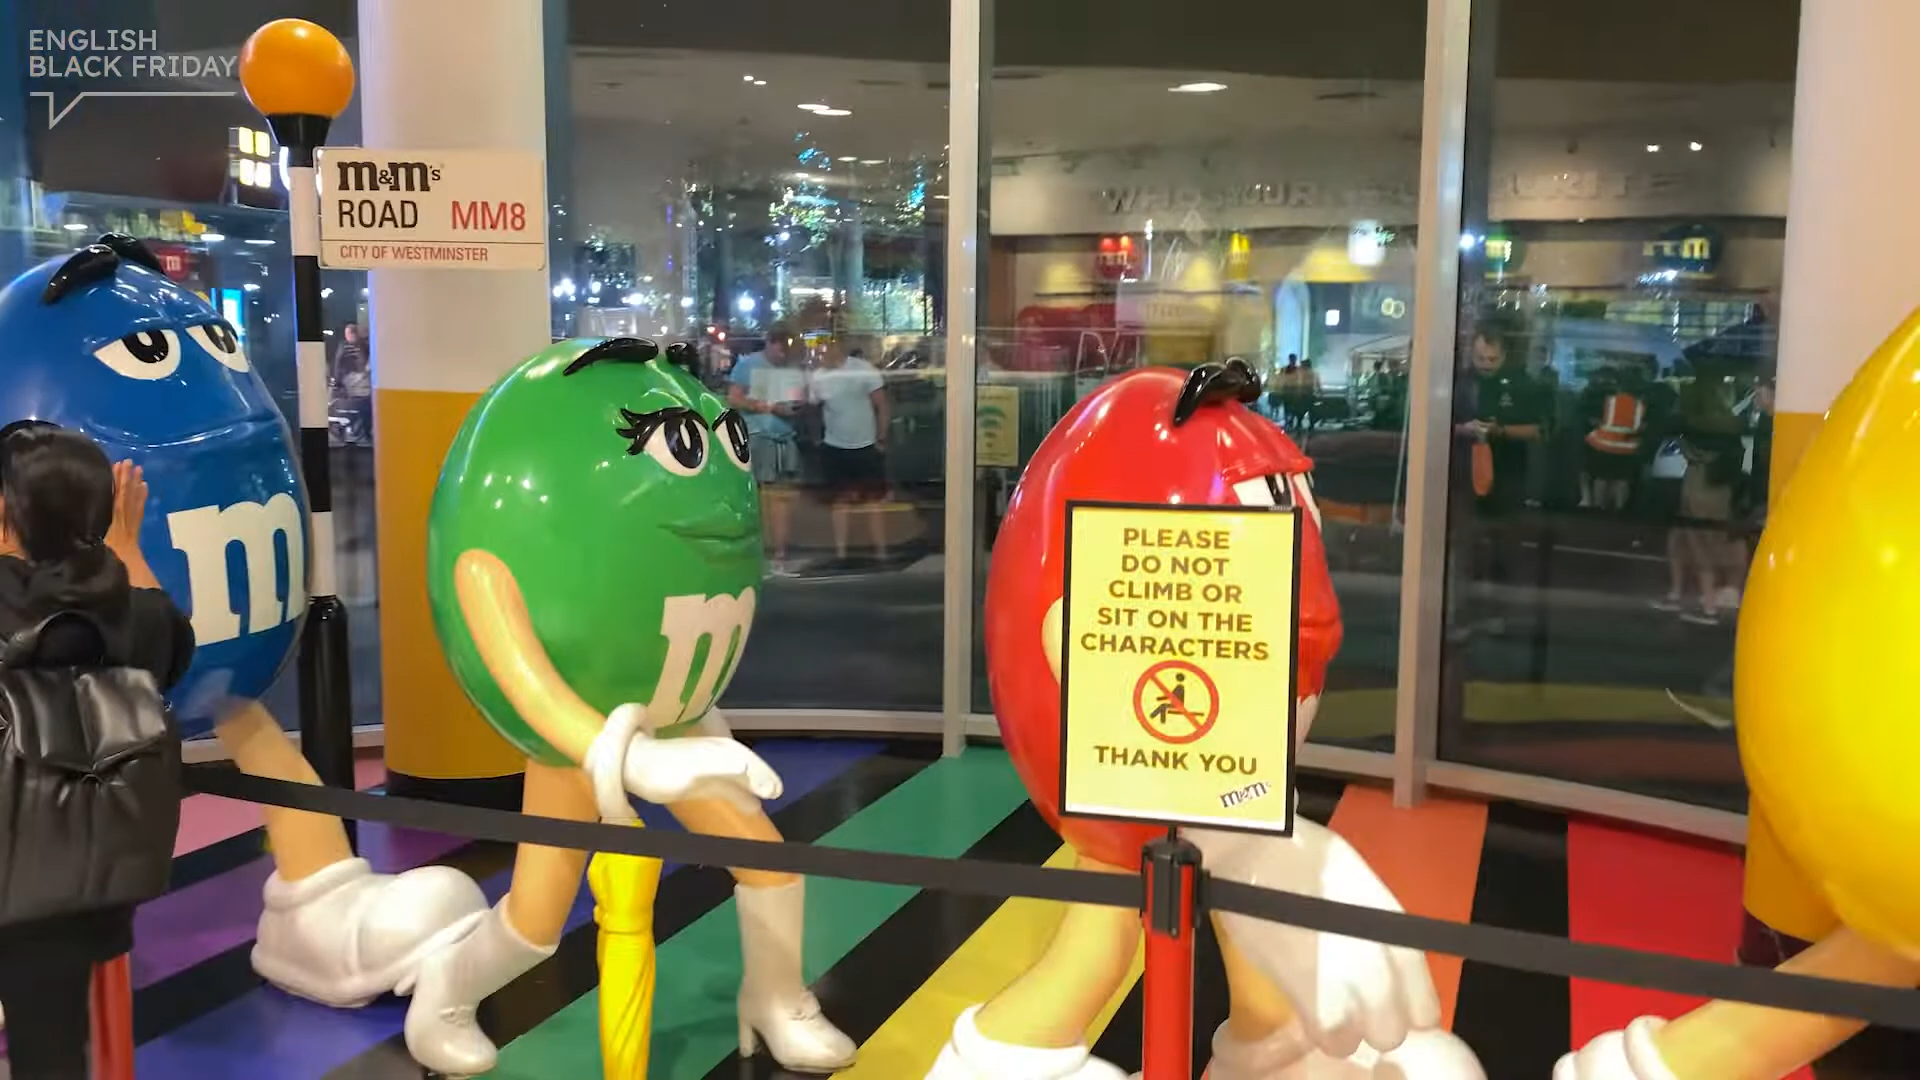 ENGLISH
BLACK FRIDAY
m&m's
ROAD MM8
CITY OF WESTMINSTER
m
m
PLEASE
DO NOT
CLIMB OR
SIT ON THE
CHARACTERS
THANK YOU
m&m's